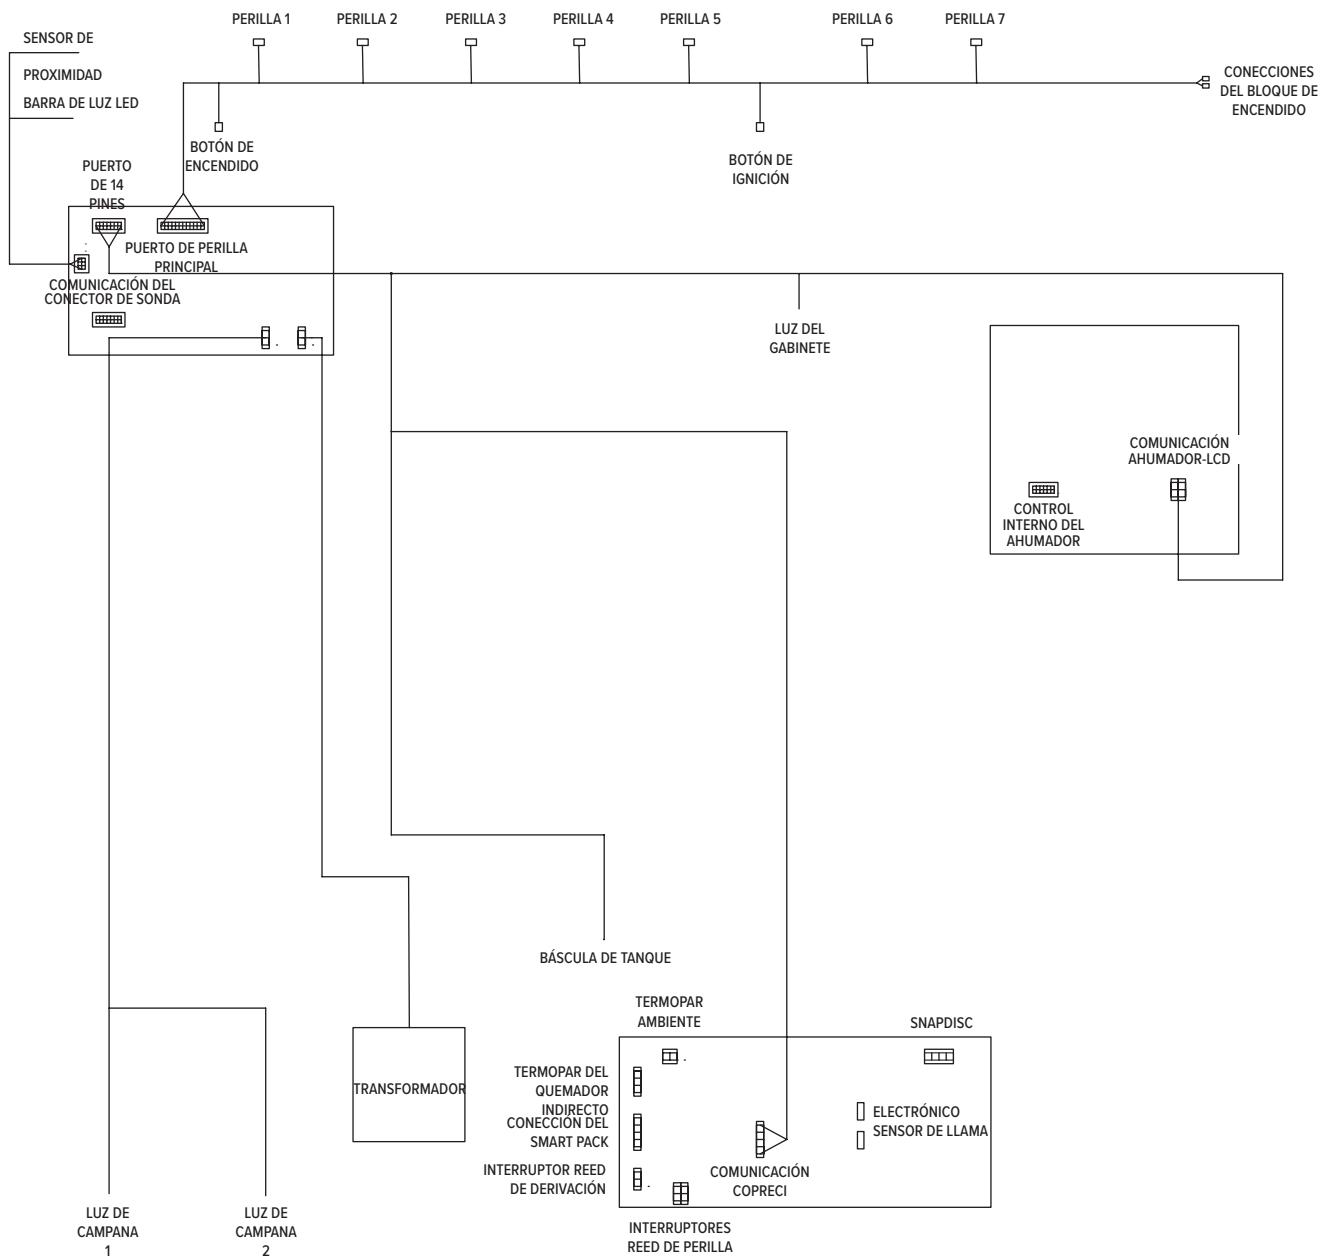 PERILLA 1
PERILLA 2
PERILLA 3
PERILLA 4
PERILLA 5
PERILLA 6
PERILLA 7
SENSOR DE
PROXIMIDAD
BARRA DE LUZ LED
CONECCIONES
DEL BLOQUE DE
ENCENDIDO
BOTÓN DE
ENCENDIDO
BOTÓN DE
IGNICIÓN
PUERTO
DE 14
PINES
PUERTO DE PERILLA
PRINCIPAL
COMUNICACIÓN DEL
CONECTOR DE SONDA
LUZ DEL
GABINETE
COMUNICACIÓN
AHUMADOR-LCD
CONTROL
INTERNO DEL
AHUMADOR
BÁSCULA DE TANQUE
TERMOPAR
AMBIENTE
SNAPDISC
TRANSFORMADOR
TERMOPAR DEL
QUEMADOR
INDIRECTO
CONECCIÓN DEL
SMART PACK
ELECTRÓNICO
SENSOR DE LLAMA
INTERRUPTOR REED
DE DERIVACIÓN
COMUNICACIÓN
COPRECI
LUZ DE
CAMPANA
1
LUZ DE
CAMPANA
2
INTERRUPTORES
REED DE PERILLA